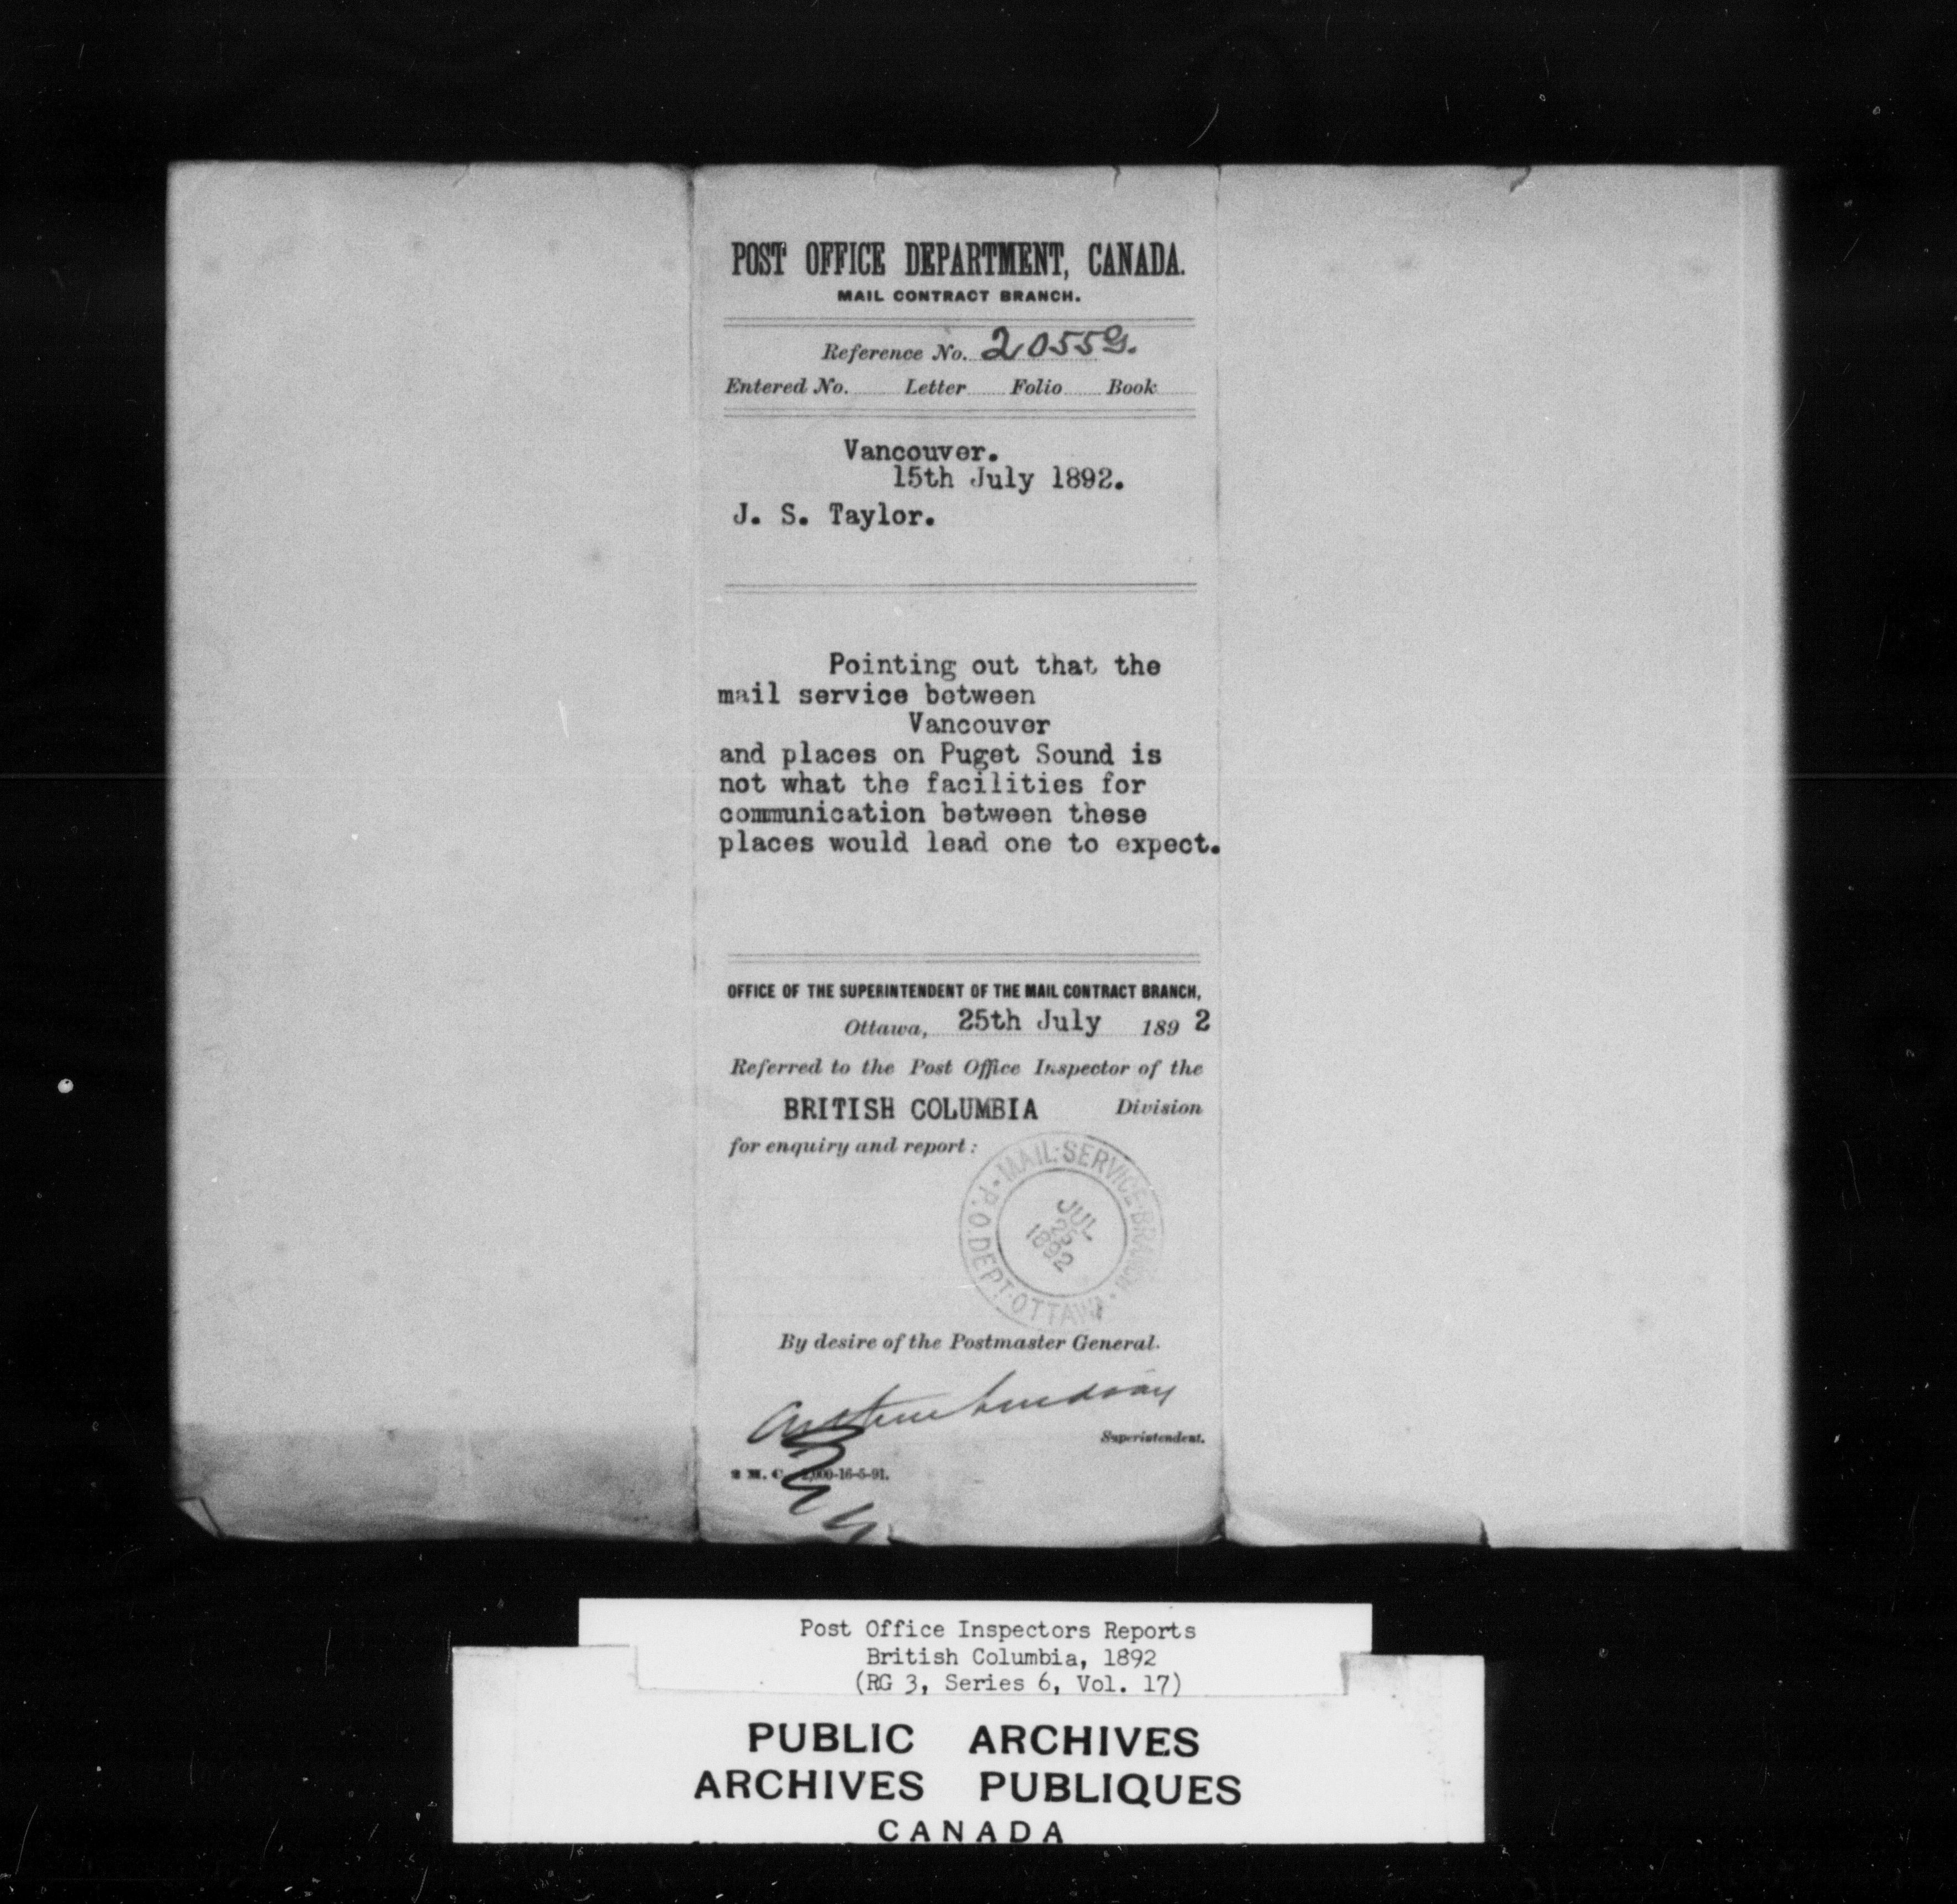 POST OFFICE DEPARTMENT, CANADA.
MAIL CONTRACT BRANCH.
Reference No. 20559.
Entered No. Letter Folio Book
Vancouver.
15th July 1892.
J. S. Taylor.
Pointing out that the
mail service between
Vancouver
and places on Puget Sound is
not what the facilities for
communication between these
places would lead one to expect.
OFFICE OF THE SUPERINTENDENT OF THE MAIL CONTRACT BRANCH,
Ottawa, 25th July 1892
Referred to the Post Office Inspector of the
BRITISH COLUMBIA Division
for enquiry and report:
P.O. DEPT. OTTAWA · MAIL·SERVICE·BRANCH
JUL
1892
By desire of the Postmaster General.
Superintendent.
M. C. 2,000-16-5-91.
Post Office Inspectors Reports
British Columbia, 1892
(RG 3, Series 6, Vol. 17)
PUBLIC ARCHIVES
ARCHIVES PUBLIQUES
CANADA